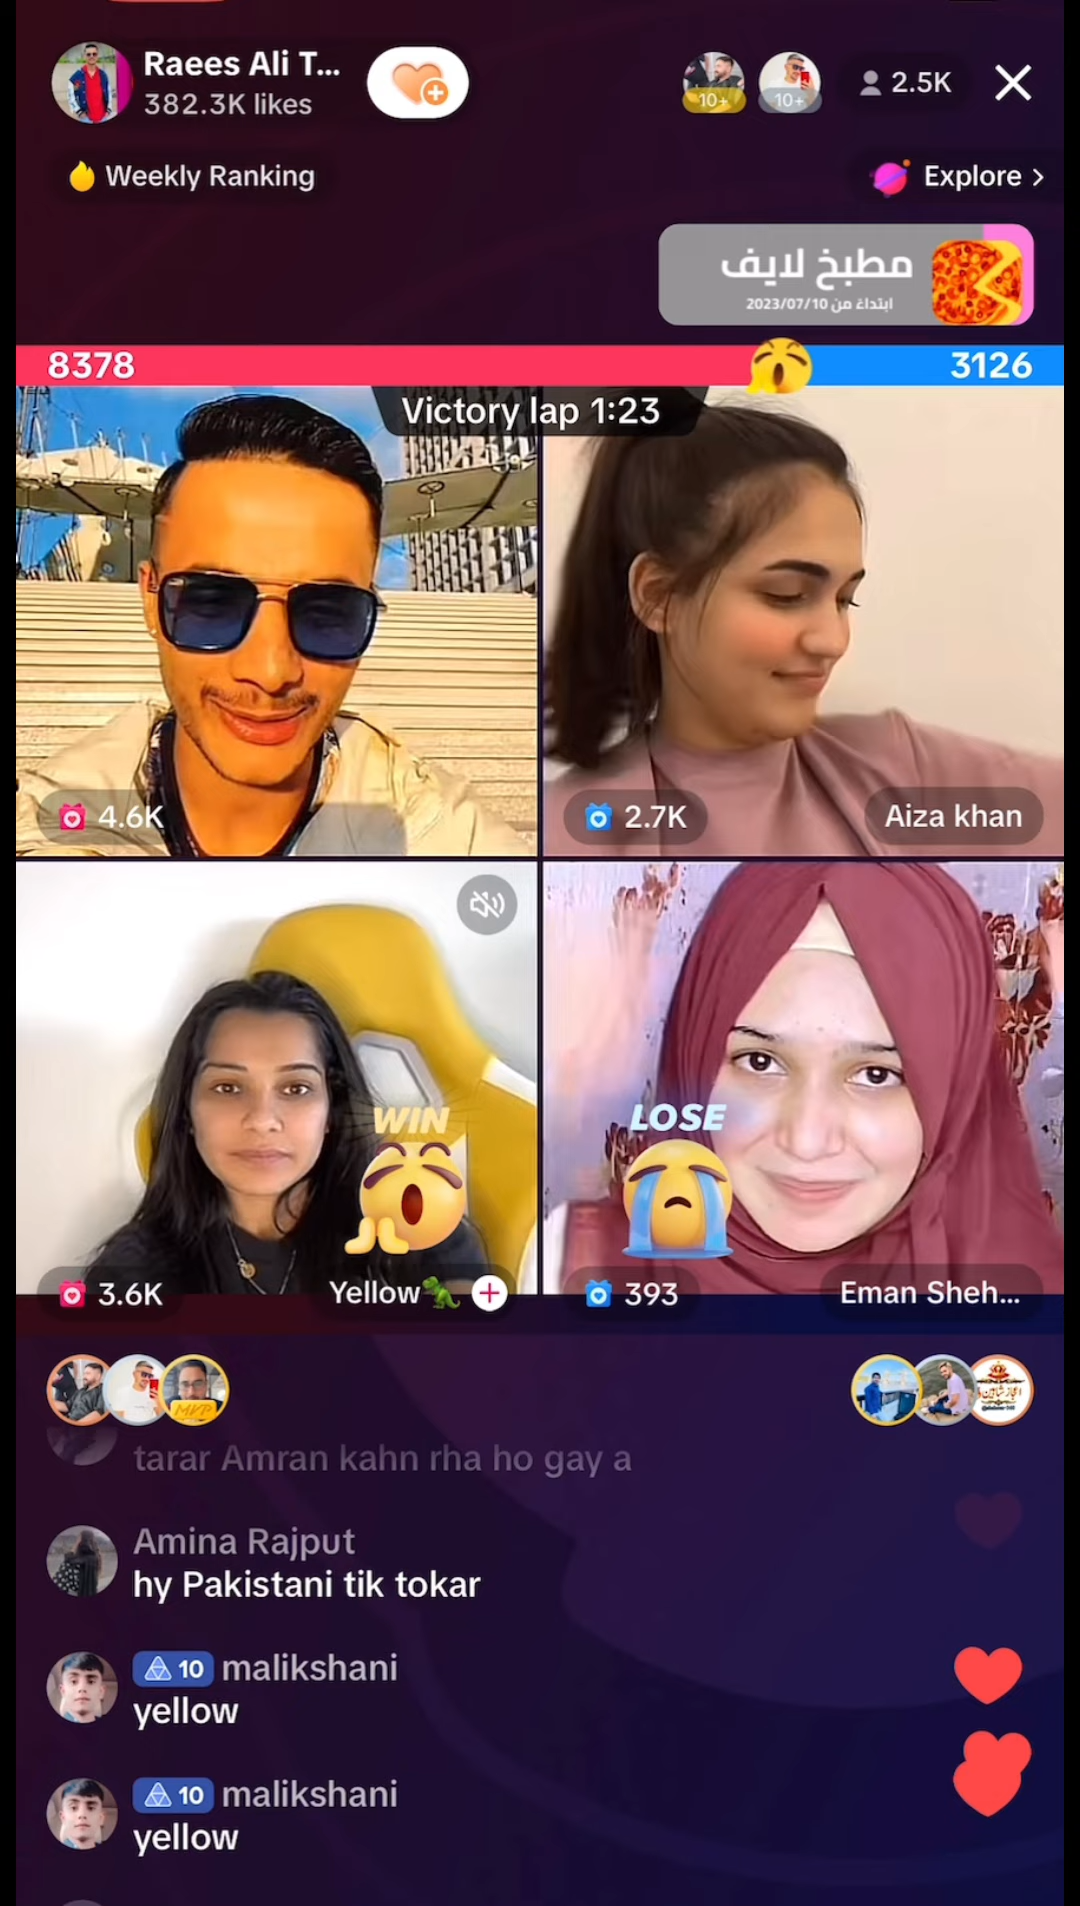 Raees Ali T...
382.3K likes
10+
10+
2.5K
Weekly Ranking
Explore >
مطبخ لايف
ابتداءً من 2023/07/10
8378
3126
Victory lap 1:23
4.6K
2.7K
Aiza khan
WIN
LOSE
3.6K
Yellow🦖
393
Eman Sheh...
MVP
tarar Amran kahn rha ho gay a
Amina Rajput
hy Pakistani tik tokar
10 malikshani
yellow
10 malikshani
yellow